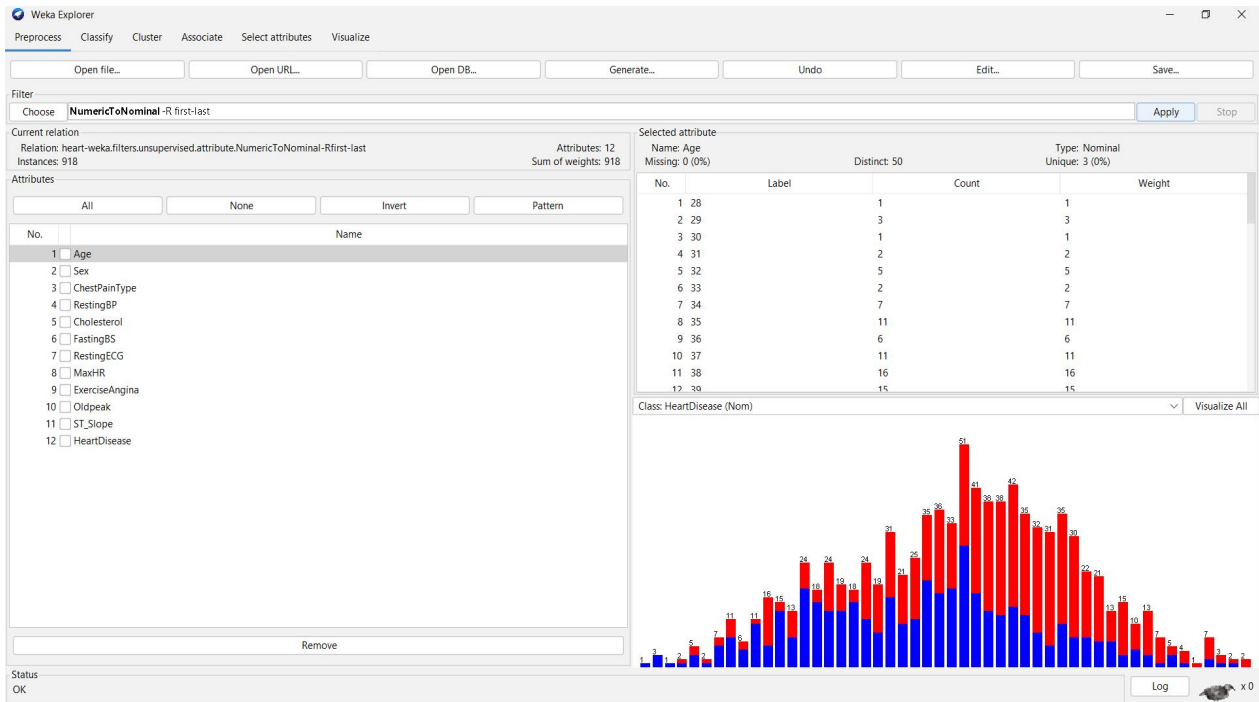 Weka Explorer
Preprocess Classify Cluster Associate Select attributes Visualize
Open file... Open URL... Open DB... Generate... Undo Edit... Save...
Filter
Choose NumericToNominal -R first-last Apply Stop
Current relation
Relation: heart-weka.filters.unsupervised.attribute.NumericToNominal-Rfirst-last Attributes: 12
Instances: 918 Sum of weights: 918
Attributes
All None Invert Pattern
No. Name
1 Age
2 Sex
3 ChestPainType
4 RestingBP
5 Cholesterol
6 FastingBS
7 RestingECG
8 MaxHR
9 ExerciseAngina
10 Oldpeak
11 ST_Slope
12 HeartDisease
Remove
Selected attribute
Name: Age Type: Nominal
Missing: 0 (0%) Distinct: 50 Unique: 3 (0%)
No. Label Count Weight
1 28 1 1
2 29 3 3
3 30 1 1
4 31 2 2
5 32 5 5
6 33 2 2
7 34 7 7
8 35 11 11
9 36 6 6
10 37 11 11
11 38 16 16
12 39 15 15
Class: HeartDisease (Nom) Visualize All
1 3 1 2 5 2 7 11 6 11 16 15 13 24 18 24 19 18 24 19 31 21 25 35 36 33 51 41 38 38 42 35 32 31 35 30 22 21 13 15 10 13 7 5 4 1 7 3 2 2
Status
OK Log x 0